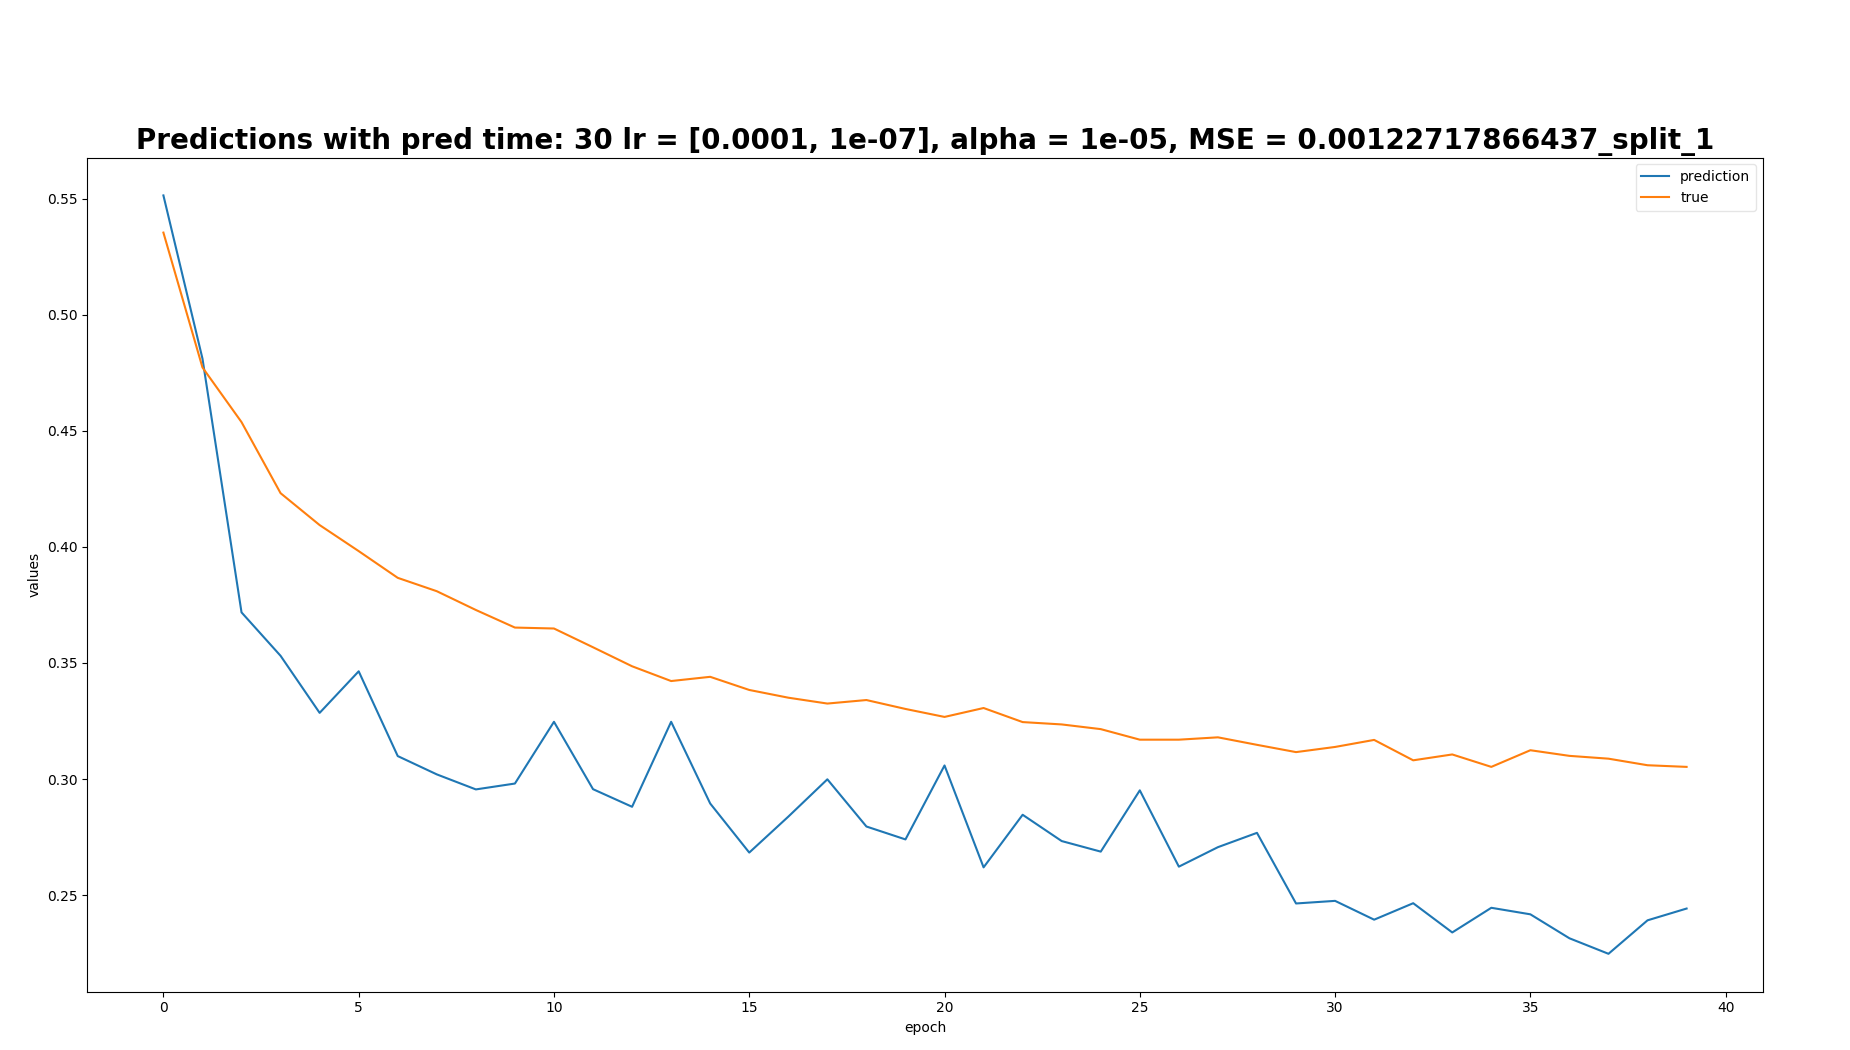 Predictions with pred time: 30 lr = [0.0001, 1e-07], alpha = 1e-05, MSE = 0.00122717866437_split_1
prediction
true
0.55
0.50
0.45
0.40
0.35
0.30
0.25
values
0 5 10 15 20 25 30 35 40
epoch